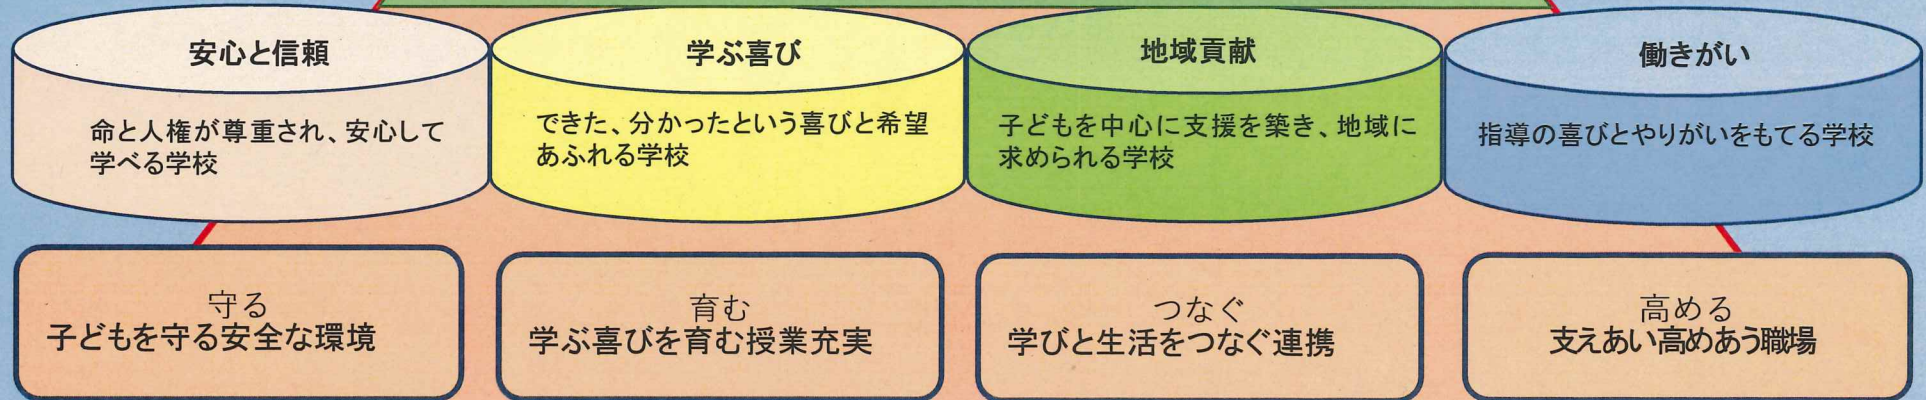 安心と信頼
命と人権が尊重され、安心して
学べる学校
学ぶ喜び
できた、分かったという喜びと希望
あふれる学校
地域貢献
子どもを中心に支援を築き、地域に
求められる学校
働きがい
指導の喜びとやりがいをもてる学校
守る
子どもを守る安全な環境
育む
学ぶ喜びを育む授業充実
つなぐ
学びと生活をつなぐ連携
高める
支えあい高めあう職場